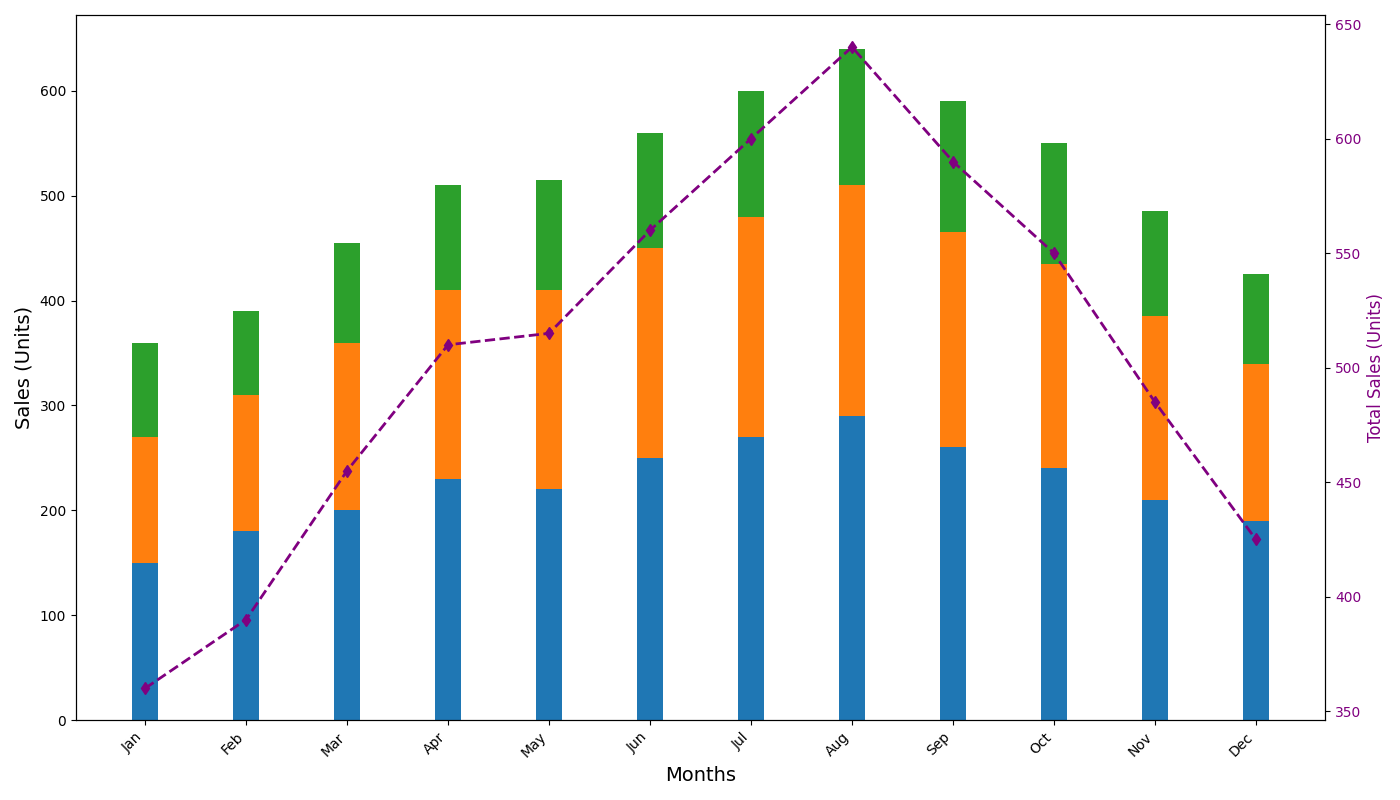 Sales (Units)
600
500
400
300
200
100
0
650
600
550
500
450
400
350
Total Sales (Units)
Jan
Feb
Mar
Apr
May
Jun
Jul
Aug
Sep
Oct
Nov
Dec
Months